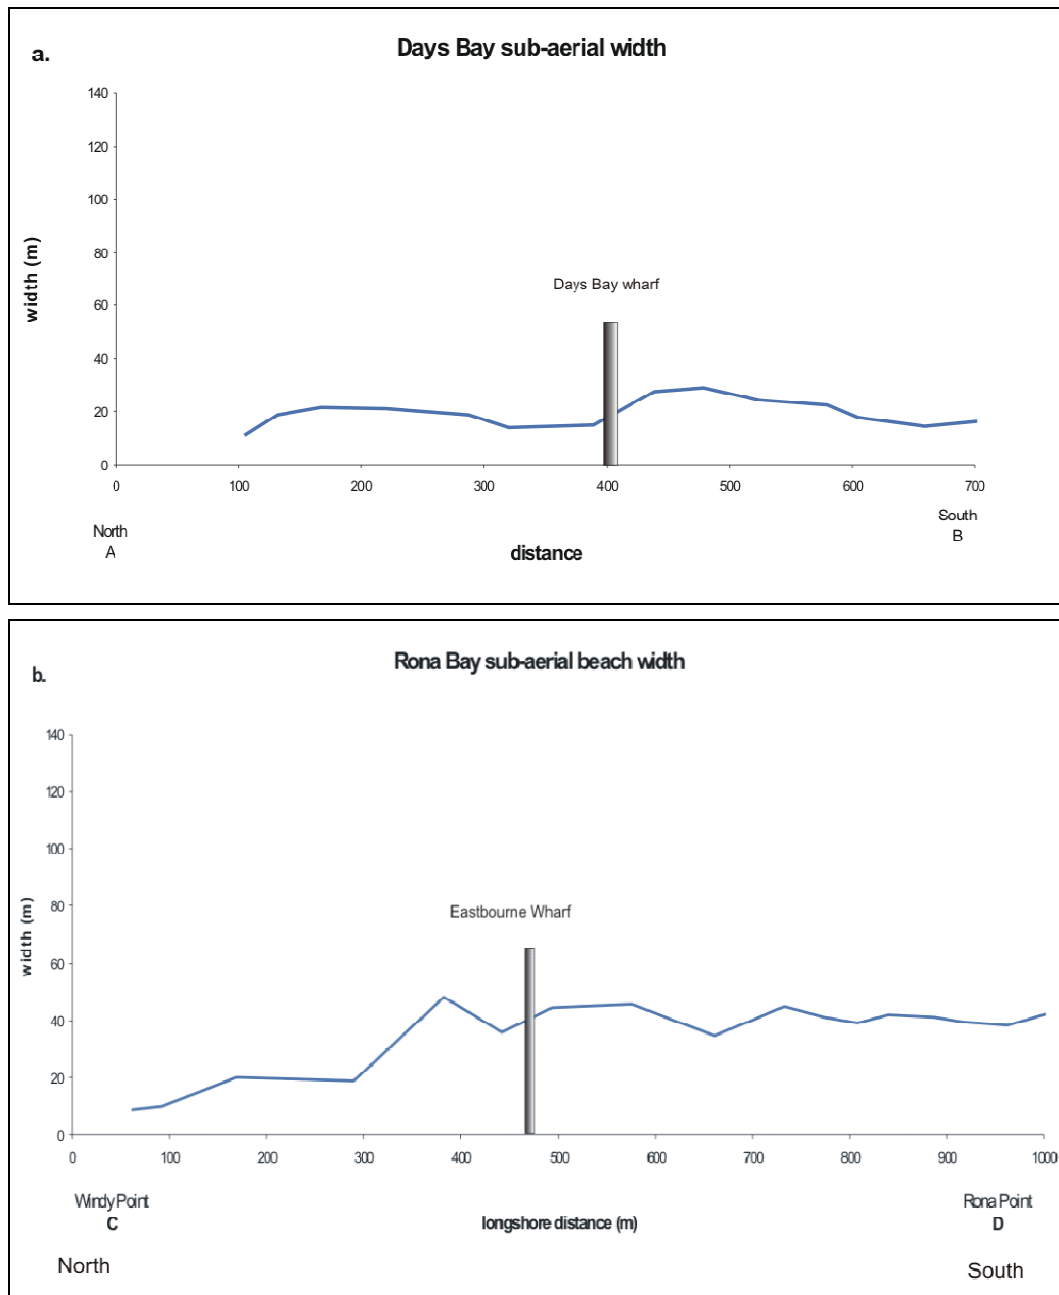 a.
Days Bay sub-aerial width
140
120
100
80
60
40
20
0
width (m)
Days Bay wharf
0 100 200 300 400 500 600 700
North
A
South
B
distance
b.
Rona Bay sub-aerial beach width
140
120
100
80
60
40
20
0
width (m)
Eastbourne Wharf
0 100 200 300 400 500 600 700 800 900 1000
Windy Point
C
Rona Point
D
longshore distance (m)
North
South